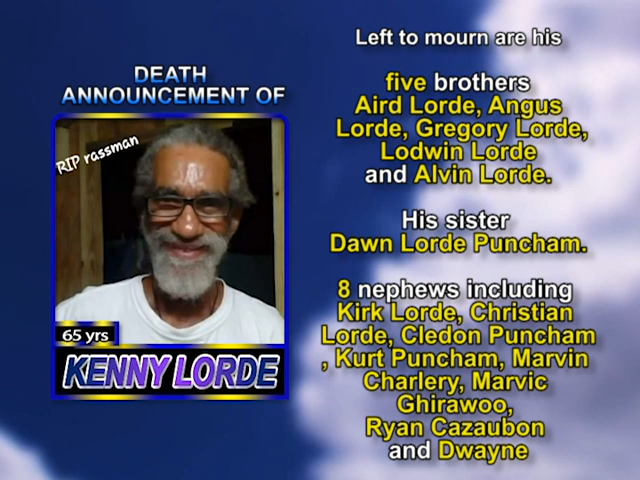 DEATH
ANNOUNCEMENT OF
RIP rassman
65 yrs
KENNY LORDE
Left to mourn are his
five brothers
Aird Lorde, Angus
Lorde, Gregory Lorde,
Lodwin Lorde
and Alvin Lorde.
His sister
Dawn Lorde Puncham.
8 nephews including
Kirk Lorde, Christian
Lorde, Cledon Puncham
, Kurt Puncham, Marvin
Charlery, Marvic
Ghirawoo,
Ryan Cazaubon
and Dwayne